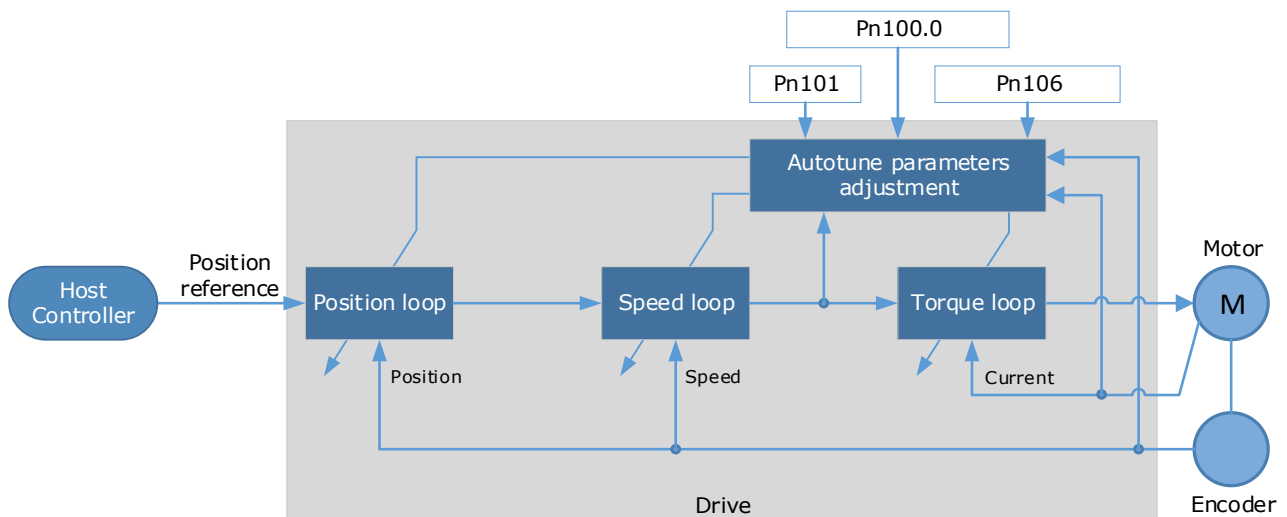 Pn100.0
Pn101
Pn106
Autotune parameters
adjustment
Position
reference
Motor
Host
Controller
Position loop
Speed loop
Torque loop
M
Position
Speed
Current
Drive
Encoder